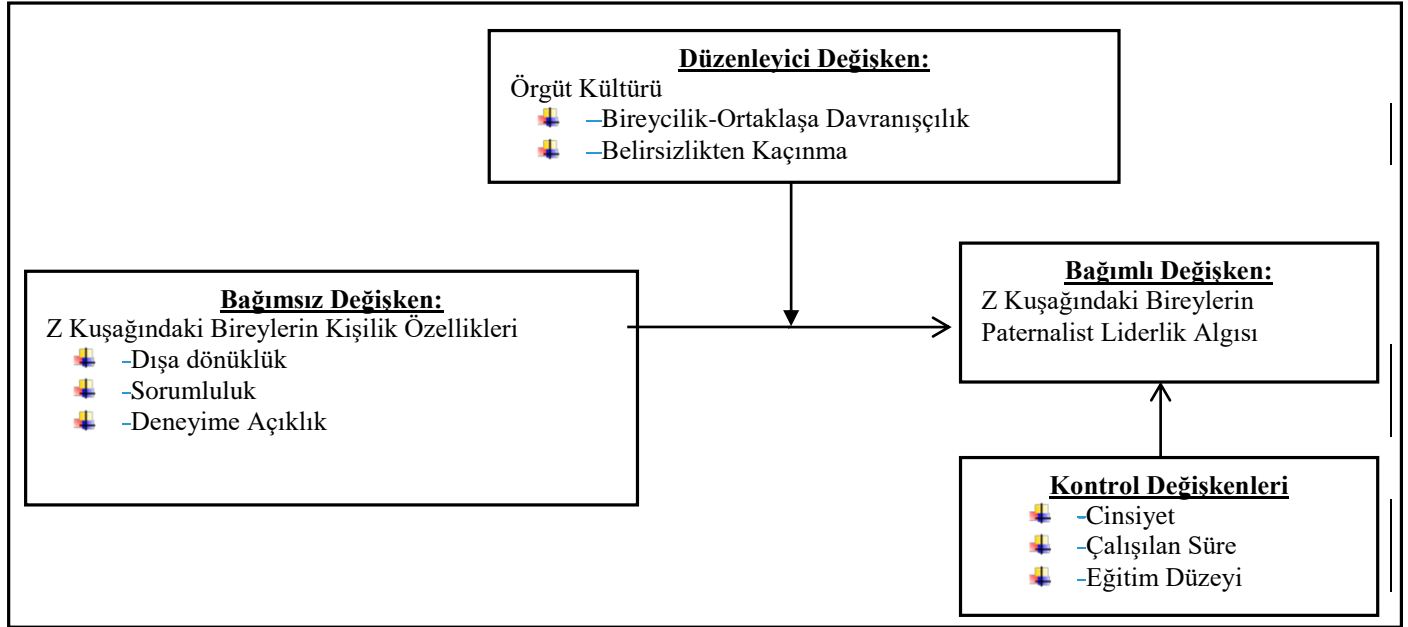 Düzenleyici Değişken:
Örgüt Kültürü
–Bireycilik-Ortaklaşa Davranışçılık
–Belirsizlikten Kaçınma
Bağımsız Değişken:
Z Kuşağındaki Bireylerin Kişilik Özellikleri
-Dışa dönüklük
-Sorumluluk
-Deneyime Açıklık
Bağımlı Değişken:
Z Kuşağındaki Bireylerin
Paternalist Liderlik Algısı
Kontrol Değişkenleri
-Cinsiyet
-Çalışılan Süre
-Eğitim Düzeyi